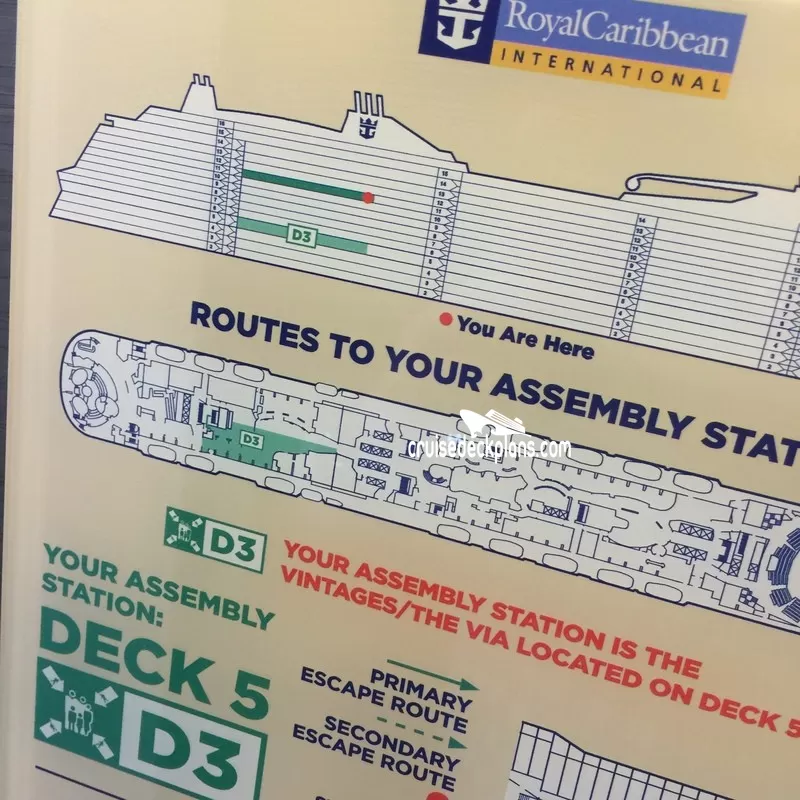 RoyalCaribbean
INTERNATIONAL
D3
You Are Here
ROUTES TO YOUR ASSEMBLY STAT
D3
cruisedeckplans.com
D3
YOUR ASSEMBLY
STATION:
DECK 5
D3
YOUR ASSEMBLY STATION IS THE
VINTAGES/THE VIA LOCATED ON DECK 5
PRIMARY
ESCAPE ROUTE
SECONDARY
ESCAPE ROUTE